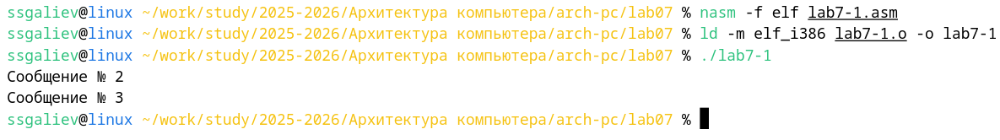 ssgaliev@linux ~/work/study/2025-2026/Архитектура компьютера/arch-pc/lab07 % nasm -f elf lab7-1.asm
ssgaliev@linux ~/work/study/2025-2026/Архитектура компьютера/arch-pc/lab07 % ld -m elf_i386 lab7-1.o -o lab7-1
ssgaliev@linux ~/work/study/2025-2026/Архитектура компьютера/arch-pc/lab07 % ./lab7-1
Сообщение № 2
Сообщение № 3
ssgaliev@linux ~/work/study/2025-2026/Архитектура компьютера/arch-pc/lab07 %